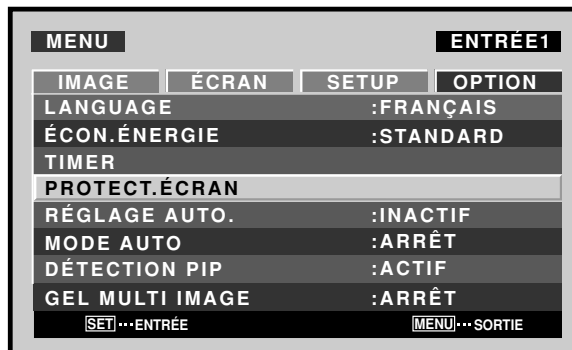 MENU ENTRÉE1
IMAGE ÉCRAN SETUP OPTION
LANGUAGE :FRANÇAIS
ÉCON.ÉNERGIE :STANDARD
TIMER
PROTECT.ÉCRAN
RÉGLAGE AUTO. :INACTIF
MODE AUTO :ARRÊT
DÉTECTION PIP :ACTIF
GEL MULTI IMAGE :ARRÊT
SET···ENTRÉE MENU···SORTIE